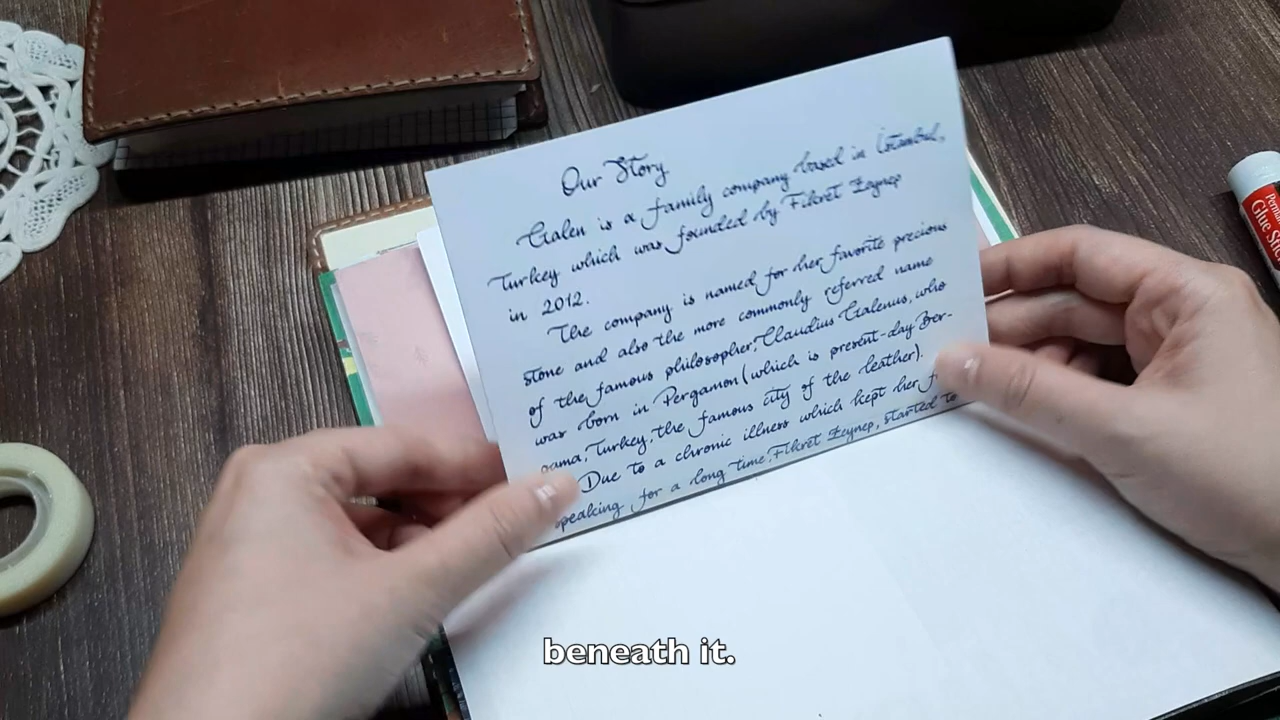 Our Story
Galen is a family company based in Istanbul,
Turkey which was founded by Fikret Zeynep
in 2012.
The company is named for her favorite precious
stone and also the more commonly referred name
of the famous philosopher, Claudius Galenus, who
was born in Pergamon (which is present-day Ber-
gama, Turkey, the famous city of the leather).
Due to a chronic illness which kept her
speaking for a long time, Fikret Zeynep, started to
Glue Stick
beneath it.